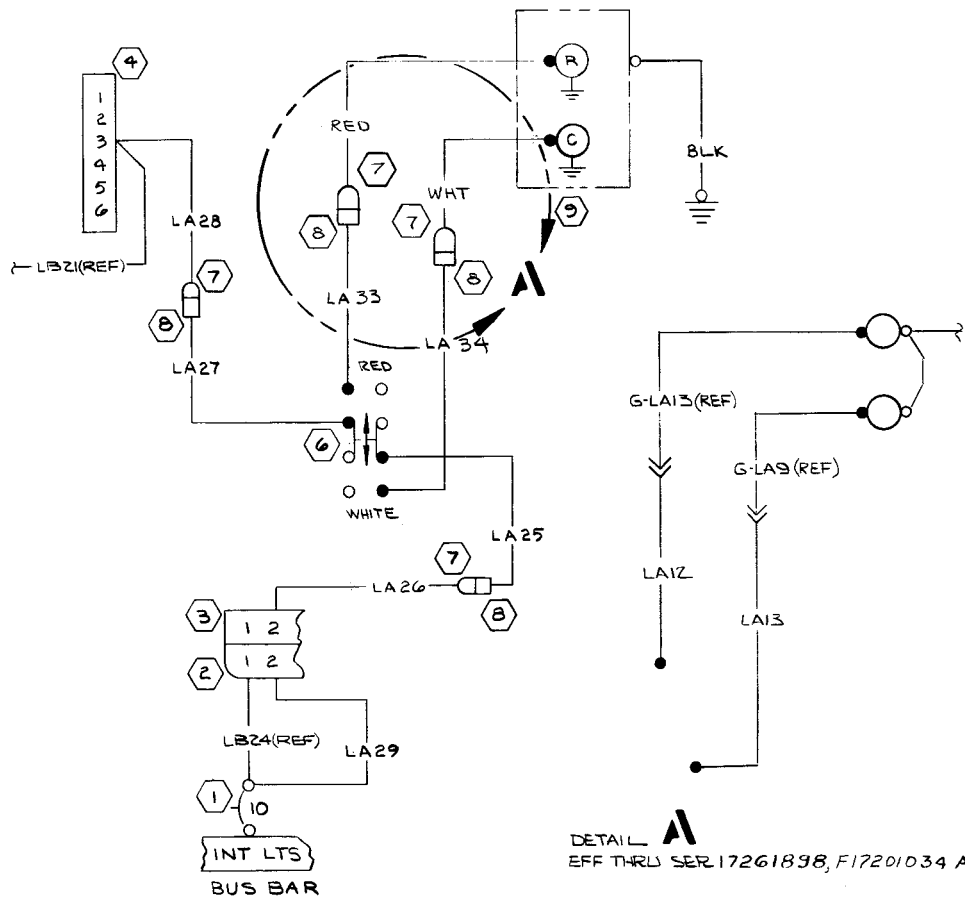 4
1
2
3
4
5
6
R
C
RED
WHT
BLK
7
8
7
8
9
A
LA28
LB21(REF)
7
8
LA27
LA33
LA34
RED
6
WHITE
G-LA13(REF)
G-LA9(REF)
LA25
7
LA26
8
LA12
LA13
3
1 2
2
1 2
LB24(REF)
LA29
1
10
INT LTS
BUS BAR
DETAIL A
EFF THRU SER 17261898, F17201034 A